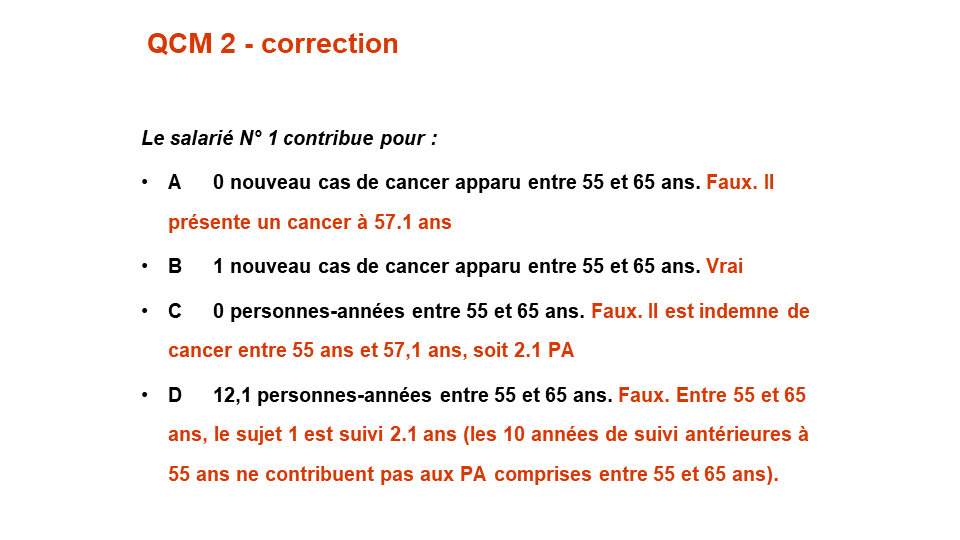 QCM 2 - correction
Le salarié N° 1 contribue pour :
• A 0 nouveau cas de cancer apparu entre 55 et 65 ans. Faux. Il
présente un cancer à 57.1 ans
• B 1 nouveau cas de cancer apparu entre 55 et 65 ans. Vrai
• C 0 personnes-années entre 55 et 65 ans. Faux. Il est indemne de
cancer entre 55 ans et 57,1 ans, soit 2.1 PA
• D 12,1 personnes-années entre 55 et 65 ans. Faux. Entre 55 et 65
ans, le sujet 1 est suivi 2.1 ans (les 10 années de suivi antérieures à
55 ans ne contribuent pas aux PA comprises entre 55 et 65 ans).